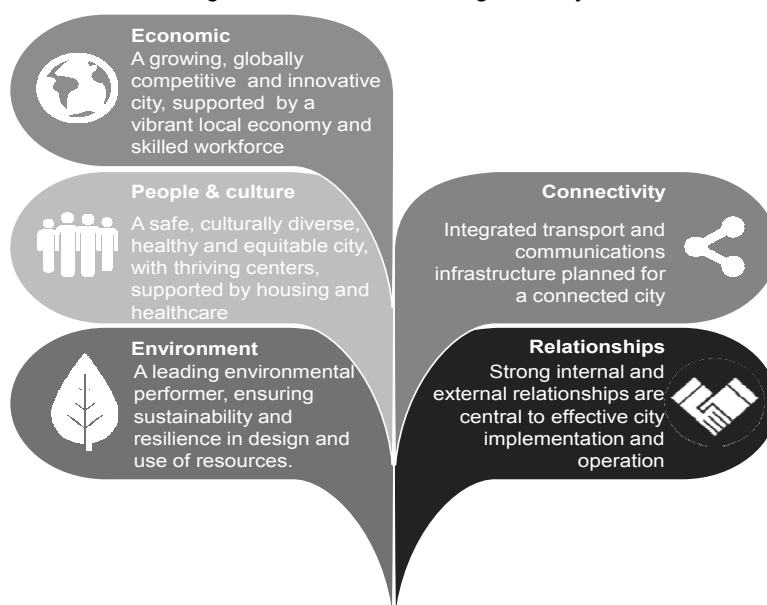 Economic
A growing, globally
competitive and innovative
city, supported by a
vibrant local economy and
skilled workforce
People & culture
A safe, culturally diverse,
healthy and equitable city,
with thriving centers,
supported by housing and
healthcare
Environment
A leading environmental
performer, ensuring
sustainability and
resilience in design and
use of resources.
Connectivity
Integrated transport and
communications
infrastructure planned for
a connected city
Relationships
Strong internal and
external relationships are
central to effective city
implementation and
operation